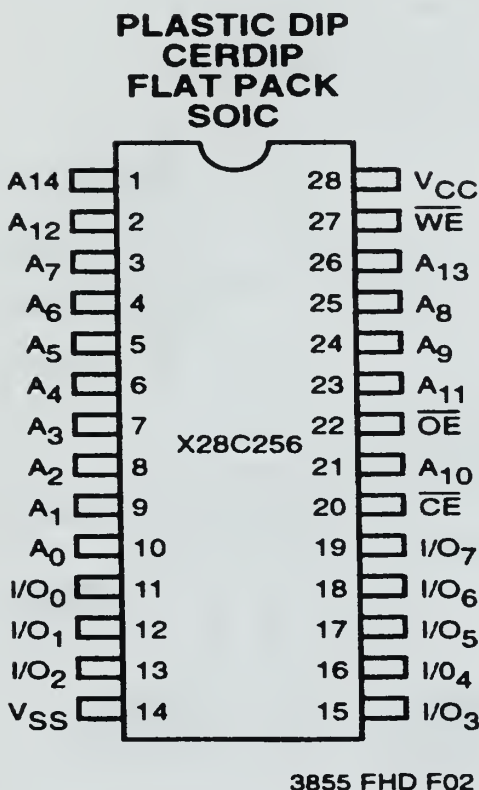 PLASTIC DIP
CERDIP
FLAT PACK
SOIC
A14 1 28 VCC
A12 2 27 WE
A7 3 26 A13
A6 4 25 A8
A5 5 24 A9
A4 6 23 A11
A3 7 22 OE
X28C256
A2 8 21 A10
A1 9 20 CE
A0 10 19 I/O7
I/O0 11 18 I/O6
I/O1 12 17 I/O5
I/O2 13 16 I/04
VSS 14 15 I/O3
3855 FHD F02